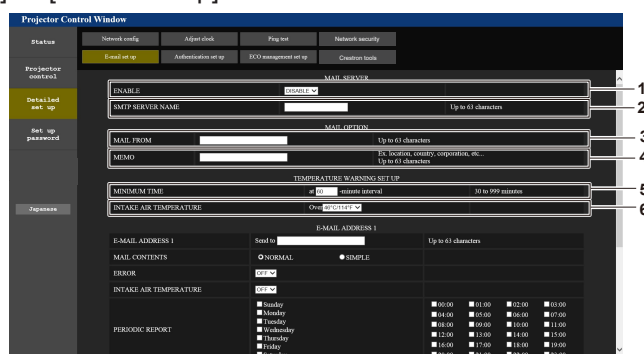 Projector Control Window
Status
Projector control
Detailed set up
Set up password
Japanese
Network config Adjust clock Ping test Network security
E-mail set up Authentication set up ECO management set up Crestron tools
MAIL SERVER
ENABLE DISABLE 1
SMTP SERVER NAME Up to 63 characters 2
MAIL OPTION
MAIL FROM Up to 63 characters 3
MEMO Ex. location, country, corporation, etc...
Up to 63 characters 4
TEMPERATURE WARNING SET UP
MINIMUM TIME at 60 -minute interval 30 to 999 minutes 5
INTAKE AIR TEMPERATURE Over 46°C/114°F 6
E-MAIL ADDRESS 1
E-MAIL ADDRESS 1 Send to Up to 63 characters
MAIL CONTENTS NORMAL SIMPLE
ERROR OFF
INTAKE AIR TEMPERATURE OFF
PERIODIC REPORT
Sunday 00:00 01:00 02:00 03:00
Monday 04:00 05:00 06:00 07:00
Tuesday 08:00 09:00 10:00 11:00
Wednesday 12:00 13:00 14:00 15:00
Thursday 16:00 17:00 18:00 19:00
Friday